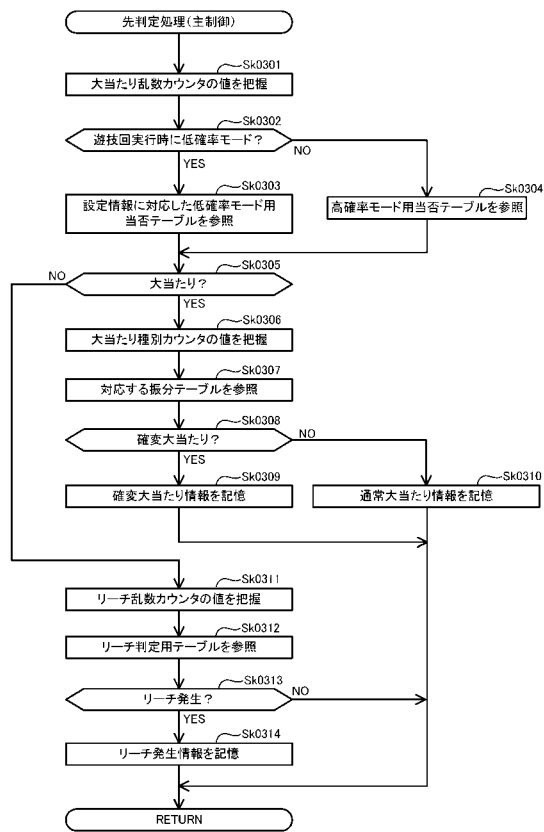 先判定処理(主制御)
Sk0301
大当たり乱数カウンタの値を把握
Sk0302
遊技回実行時に低確率モード?
NO
YES
Sk0303
設定情報に対応した低確率モード用
当否テーブルを参照
Sk0304
高確率モード用当否テーブルを参照
Sk0305
大当たり?
NO
YES
Sk0306
大当たり種別カウンタの値を把握
Sk0307
対応する振分テーブルを参照
Sk0308
確変大当たり?
NO
YES
Sk0309
確変大当たり情報を記憶
Sk0310
通常大当たり情報を記憶
Sk0311
リーチ乱数カウンタの値を把握
Sk0312
リーチ判定用テーブルを参照
Sk0313
リーチ発生?
NO
YES
Sk0314
リーチ発生情報を記憶
RETURN